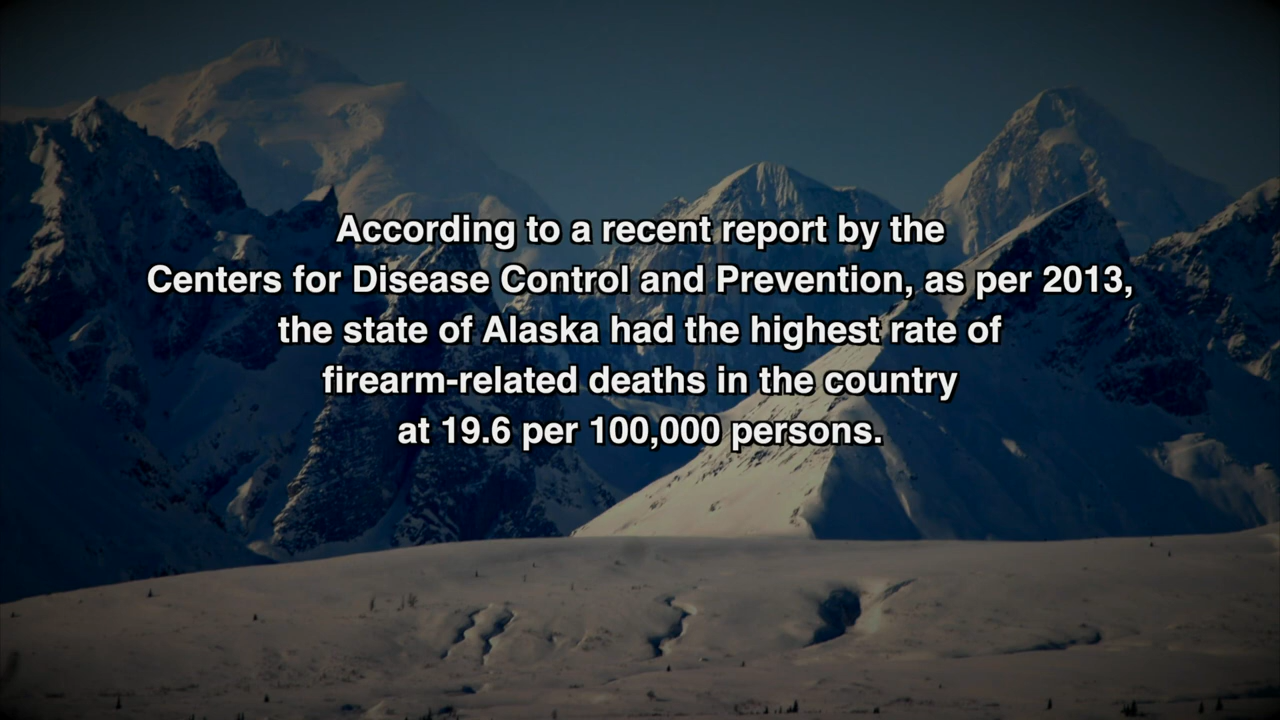 According to a recent report by the
Centers for Disease Control and Prevention, as per 2013,
the state of Alaska had the highest rate of
firearm-related deaths in the country
at 19.6 per 100,000 persons.